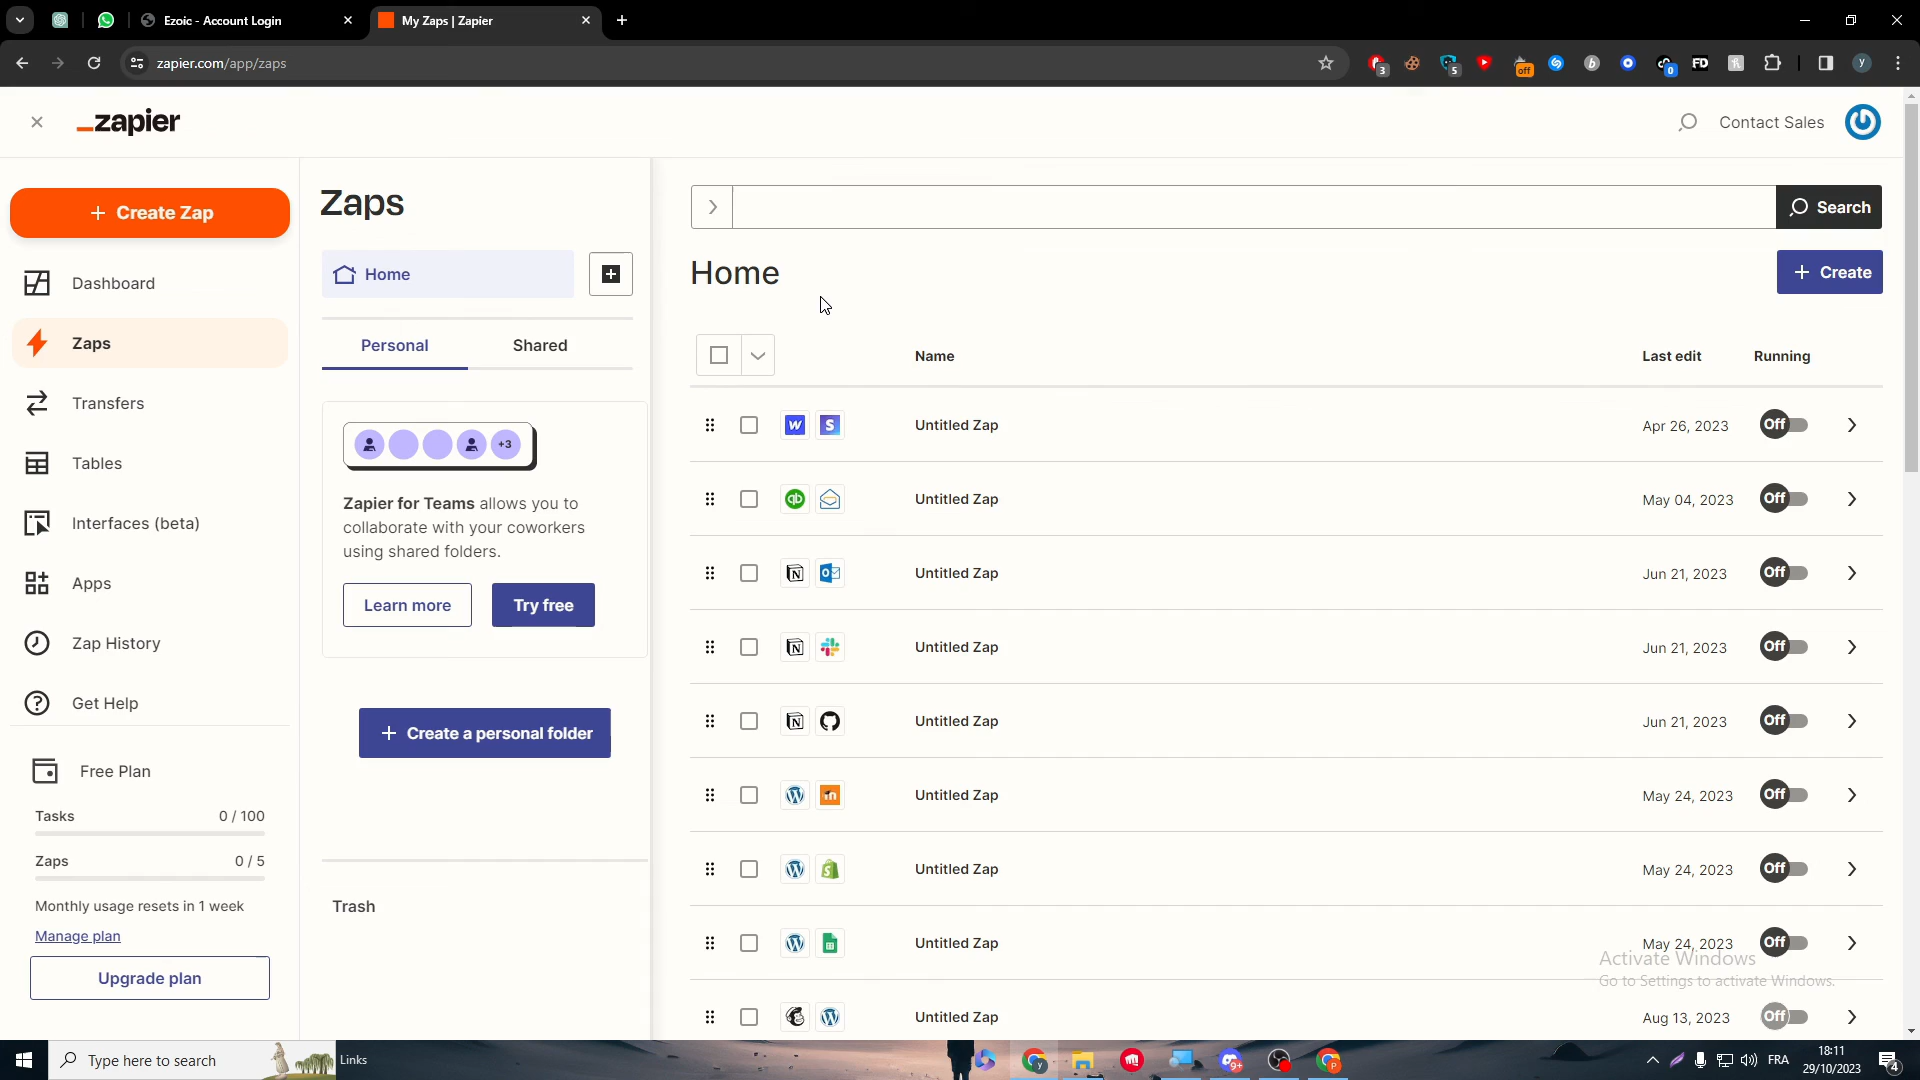 Ezoic - Account Login
My Zaps | Zapier
zapier.com/app/zaps
3
5
off
0
FD
y
zapier
Contact Sales
+ Create Zap
Dashboard
Zaps
Transfers
Tables
Interfaces (beta)
Apps
Zap History
Get Help
Free Plan
Tasks 0 / 100
Zaps 0 / 5
Monthly usage resets in 1 week
Manage plan
Upgrade plan
Zaps
Home
Personal Shared
+3
Zapier for Teams allows you to
collaborate with your coworkers
using shared folders.
Learn more Try free
+ Create a personal folder
Trash
Search
Home
+ Create
Name Last edit Running
Untitled Zap Apr 26, 2023 Off
Untitled Zap May 04, 2023 Off
Untitled Zap Jun 21, 2023 Off
Untitled Zap Jun 21, 2023 Off
Untitled Zap Jun 21, 2023 Off
Untitled Zap May 24, 2023 Off
Untitled Zap May 24, 2023 Off
Untitled Zap May 24, 2023 Off
Untitled Zap Aug 13, 2023 Off
Activate Windows
Go to Settings to activate Windows.
Type here to search
Links
9+
FRA
18:11
29/10/2023
4